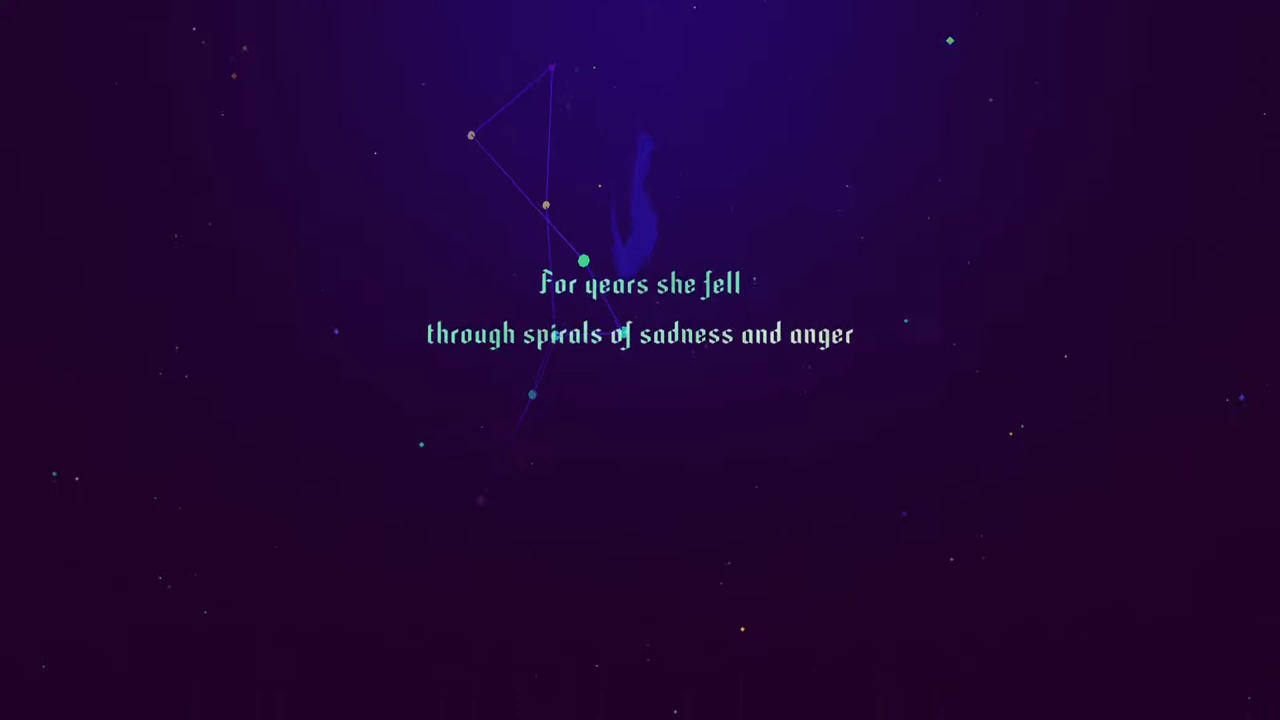 For years she fell
through spirals of sadness and anger